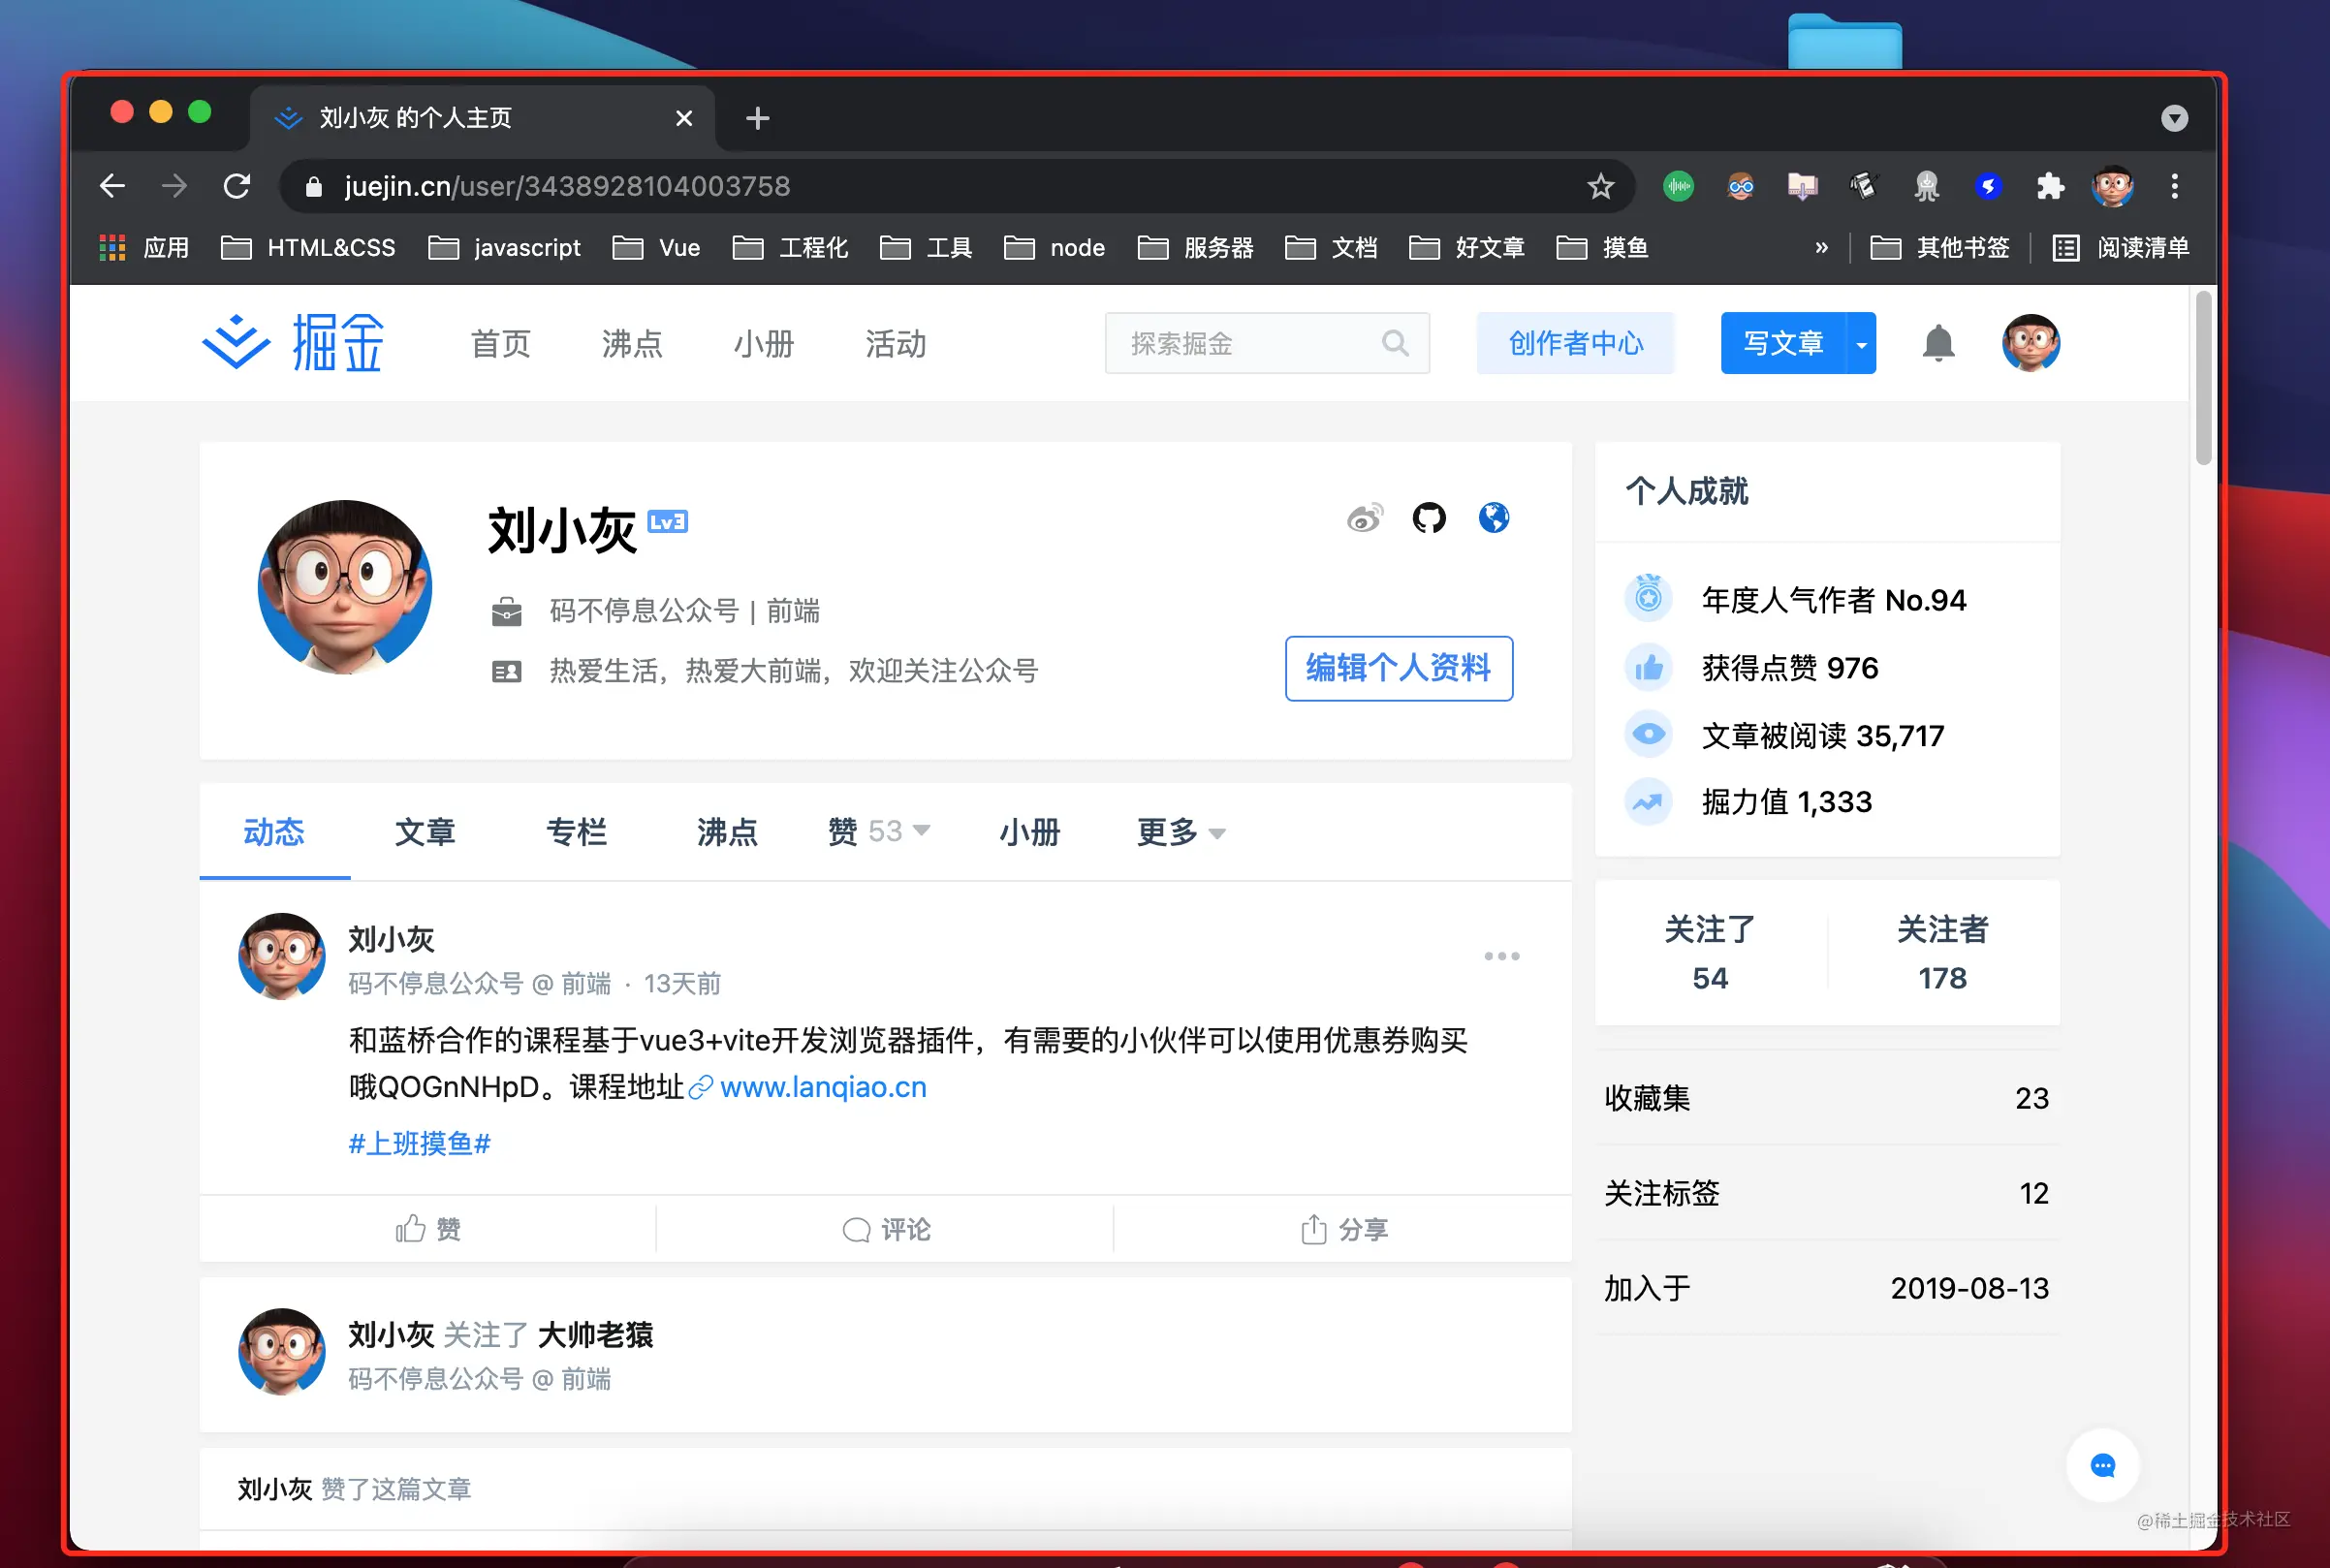 刘小灰 的个人主页
juejin.cn/user/3438928104003758
应用 HTML&CSS javascript Vue 工程化 工具 node 服务器 文档 好文章 摸鱼 » 其他书签 阅读清单
掘金 首页 沸点 小册 活动 探索掘金 创作者中心 写文章
刘小灰 Lv3
码不停息公众号 | 前端
热爱生活，热爱大前端，欢迎关注公众号
编辑个人资料
个人成就
年度人气作者 No.94
获得点赞 976
文章被阅读 35,717
掘力值 1,333
动态 文章 专栏 沸点 赞 53 小册 更多
关注了 关注者
54 178
刘小灰
码不停息公众号 @ 前端 · 13天前
和蓝桥合作的课程基于vue3+vite开发浏览器插件，有需要的小伙伴可以使用优惠券购买
哦QOGnNHpD。课程地址 www.lanqiao.cn
#上班摸鱼#
赞 评论 分享
收藏集 23
关注标签 12
加入于 2019-08-13
刘小灰 关注了 大帅老猿
码不停息公众号 @ 前端
刘小灰 赞了这篇文章
@稀土掘金技术社区